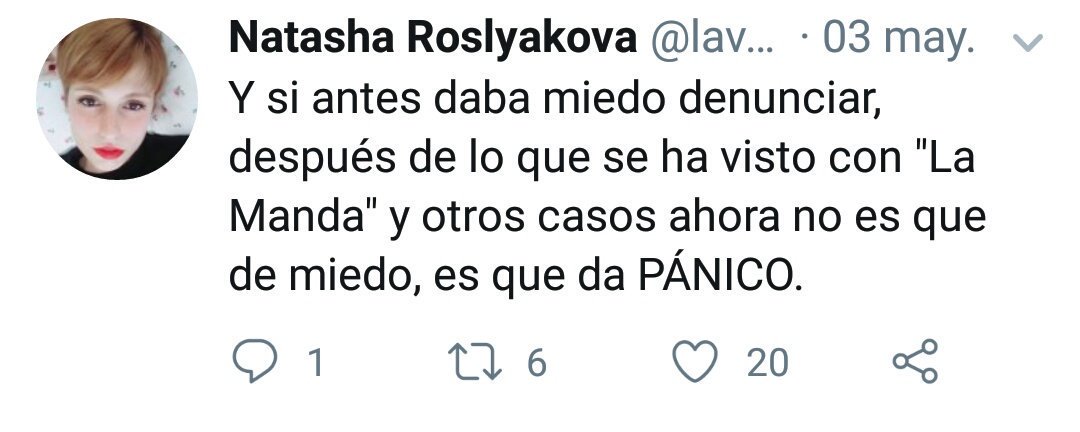 Natasha Roslyakova @lav... · 03 may.
Y si antes daba miedo denunciar,
después de lo que se ha visto con "La
Manda" y otros casos ahora no es que
de miedo, es que da PÁNICO.
1 6 20